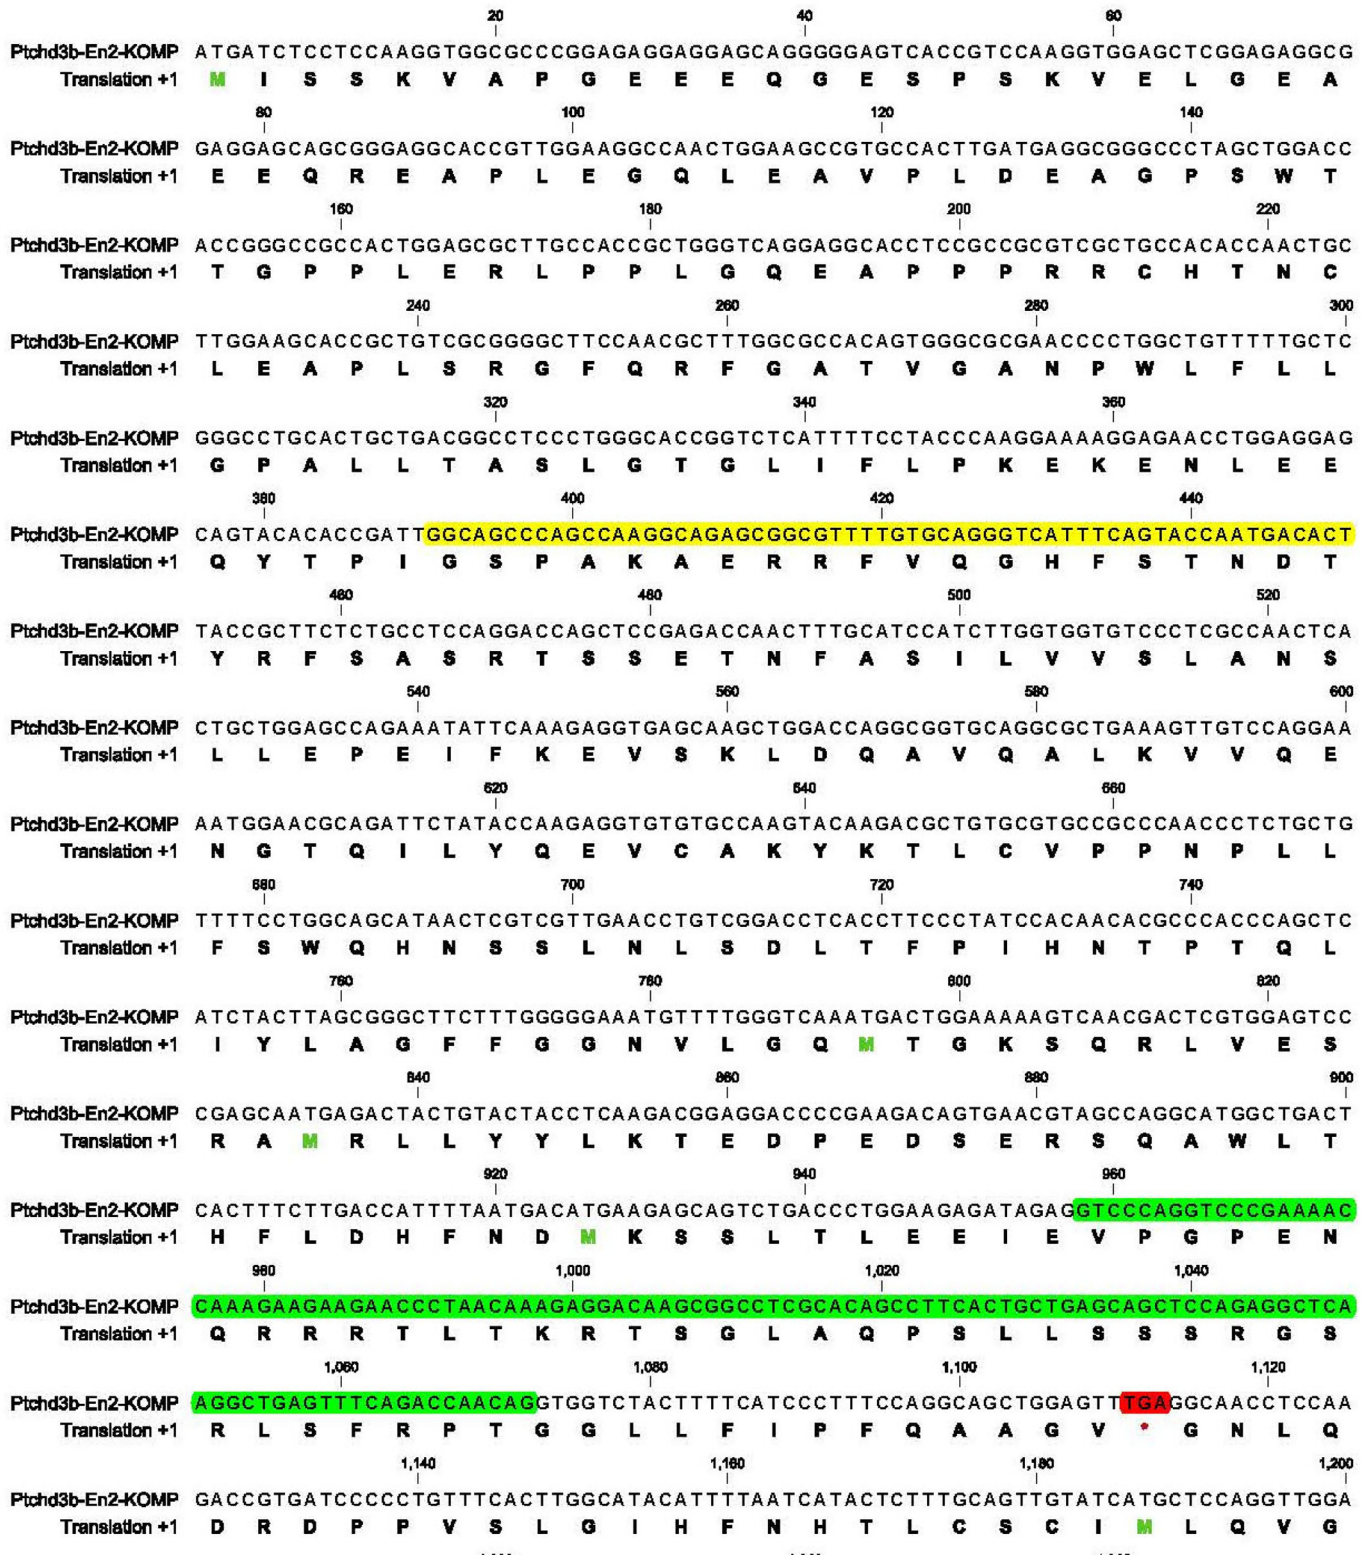 20 40 60
Ptchd3b-En2-KOMP ATGATCTCCTCCAAGGTGGCGCCCGGAGAGGAGGAGCAGGGGGAGTCACCGTCCAAGGTGGAGCTCGGAGAGGCG
Translation +1 M I S S K V A P G E E E Q G E S P S K V E L G E A
80 100 120 140
Ptchd3b-En2-KOMP GAGGAGCAGCGGGAGGCACCGTTGGAAGGCCAACTGGAAGCCGTGCCACTTGATGAGGCGGGCCCTAGCTGGACC
Translation +1 E E Q R E A P L E G Q L E A V P L D E A G P S W T
160 180 200 220
Ptchd3b-En2-KOMP ACCGGGCCGCCACTGGAGCGCTTGCCACCGCTGGGTCAGGAGGCACCTCCGCCGCGTCGCTGCCACACCAACTGC
Translation +1 T G P P L E R L P P L G Q E A P P P R R C H T N C
240 260 280 300
Ptchd3b-En2-KOMP TTGGAAGCACCGCTGTCGCGGGGCTTCCAACGCTTTGGCGCCACAGTGGGCGCGAACCCCTGGCTGTTTTTGCTC
Translation +1 L E A P L S R G F Q R F G A T V G A N P W L F L L
320 340 360
Ptchd3b-En2-KOMP GGGCCTGCACTGCTGACGGCCTCCCTGGGCACCGGTCTCATTTTCCTACCCAAGGAAAAGGAGAACCTGGAGGAG
Translation +1 G P A L L T A S L G T G L I F L P K E K E N L E E
380 400 420 440
Ptchd3b-En2-KOMP CAGTACACACCGATTGGCAGCCCAGCCAAGGCAGAGCGGCGTTTTGTGCAGGGTCATTTCAGTACCAATGACACT
Translation +1 Q Y T P I G S P A K A E R R F V Q G H F S T N D T
460 480 500 520
Ptchd3b-En2-KOMP TACCGCTTCTCTGCCTCCAGGACCAGCTCCGAGACCAACTTTGCATCCATCTTGGTGGTGTCCCTCGCCAACTCA
Translation +1 Y R F S A S R T S S E T N F A S I L V V S L A N S
540 560 580 600
Ptchd3b-En2-KOMP CTGCTGGAGCCAGAAATATTCAAAGAGGTGAGCAAGCTGGACCAGGCGGTGCAGGCGCTGAAAGTTGTCCAGGAA
Translation +1 L L E P E I F K E V S K L D Q A V Q A L K V V Q E
620 640 660
Ptchd3b-En2-KOMP AATGGAACGCAGATTCTATACCAAGAGGTGTGTGCCAAGTACAAGACGCTGTGCGTGCCGCCCAACCCTCTGCTG
Translation +1 N G T Q I L Y Q E V C A K Y K T L C V P P N P L L
680 700 720 740
Ptchd3b-En2-KOMP TTTTCCTGGCAGCATAACTCGTCGTTGAACCTGTCGGACCTCACCTTCCCTATCCACAACACGCCCACCCAGCTC
Translation +1 F S W Q H N S S L N L S D L T F P I H N T P T Q L
760 780 800 820
Ptchd3b-En2-KOMP ATCTACTTAGCGGGCTTCTTTGGGGGAAATGTTTTGGGTCAAATGACTGGAAAAAGTCAACGACTCGTGGAGTCC
Translation +1 I Y L A G F F G G N V L G Q M T G K S Q R L V E S
840 860 880 900
Ptchd3b-En2-KOMP CGAGCAATGAGACTACTGTACTACCTCAAGACGGAGGACCCCGAAGACAGTGAACGTAGCCAGGCATGGCTGACT
Translation +1 R A M R L L Y Y L K T E D P E D S E R S Q A W L T
920 940 960
Ptchd3b-En2-KOMP CACTTTCTTGACCATTTTAATGACATGAAGAGCAGTCTGACCCTGGAAGAGATAGAGGTCCCAGGTCCCGAAAAC
Translation +1 H F L D H F N D M K S S L T L E E I E V P G P E N
980 1,000 1,020 1,040
Ptchd3b-En2-KOMP CAAAGAAGAAGAACCCTAACAAAGAGGACAAGCGGCCTCGCACAGCCTTCACTGCTGAGCAGCTCCAGAGGCTCA
Translation +1 Q R R R T L T K R T S G L A Q P S L L S S S R G S
1,060 1,080 1,100 1,120
Ptchd3b-En2-KOMP AGGCTGAGTTTCAGACCAACAGGTGGTCTACTTTTCATCCCTTTCCAGGCAGCTGGAGTTTGAGGCAACCTCCAA
Translation +1 R L S F R P T G G L L F I P F Q A A G V * G N L Q
1,140 1,160 1,180 1,200
Ptchd3b-En2-KOMP GACCGTGATCCCCCTGTTTCACTTGGCATACATTTTAATCATACTCTTTGCAGTTGTATCATGCTCCAGGTTGGA
Translation +1 D R D P P V S L G I H F N H T L C S C I M L Q V G